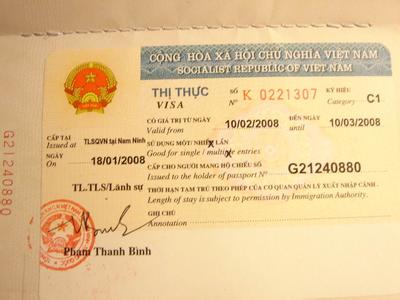 CỘNG HÒA XÃ HỘI CHỦ NGHĨA VIỆT NAM
SOCIALIST REPUBLIC OF VIET NAM
THỊ THỰC SỐ K 0221307 KÝ HIỆU C1
VISA Nº Category
CÓ GIÁ TRỊ TỪ NGÀY 10/02/2008 ĐẾN NGÀY 10/03/2008
Valid from until
CẤP TẠI TLSQVN tại Nam Ninh SỬ DỤNG MỘT/ NHIỀU LẦN
Issued at Good for single / multiple entries
NGÀY 18/01/2008 CẤP CHO NGƯỜI MANG HỘ CHIẾU SỐ G21240880
On Issued to the holder of passport Nº
TL.TLS/Lãnh sự THỜI HẠN TẠM TRÚ THEO PHÉP CỦA CƠ QUAN QUẢN LÝ XUẤT NHẬP CẢNH.
Length of stay is subject to permission by Immigration Authority.
GHI CHÚ
Annotation
Phạm Thanh Bình
G21240880